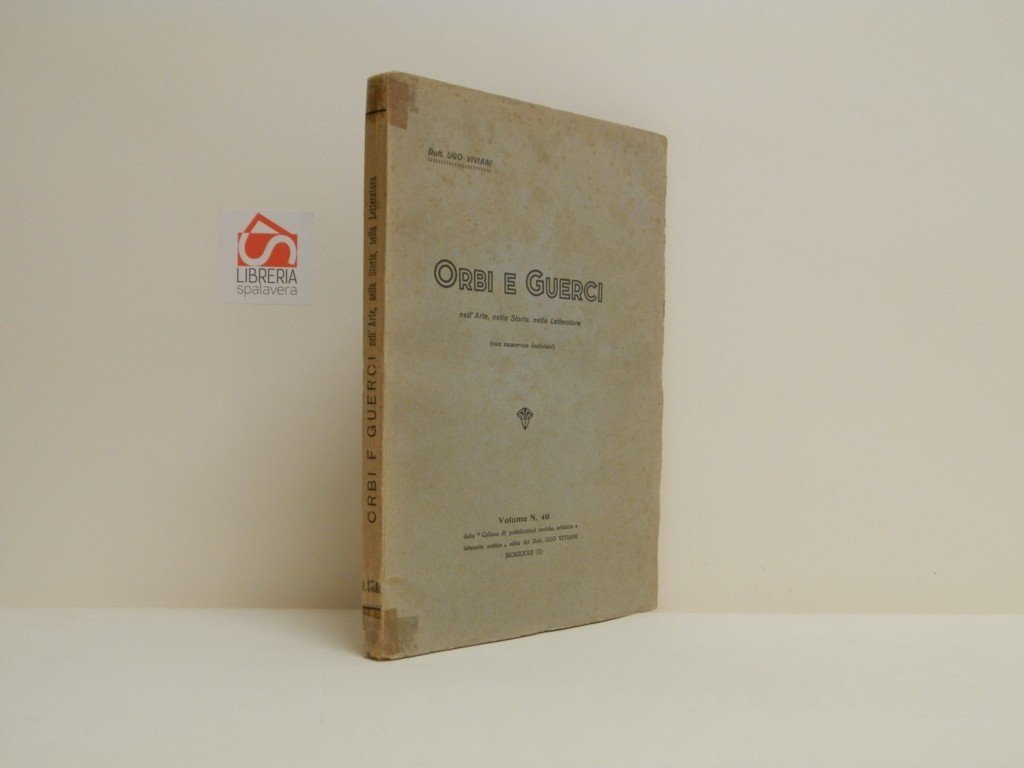 Dott. UGO VIVIANI
ORBI E GUERCI
nell'Arte, nella Storia, nella Letteratura
(con numerose incisioni)
Volume N. 40
della "Collana di pubblicazioni storiche, artistiche e
letterarie aretine„ edite dal Dott. UGO VIVIANI
MCMXXXII (X)
ORBI E GUERCI nell'Arte, nella Storia, nella Letteratura
LIBRERIA
spalavera